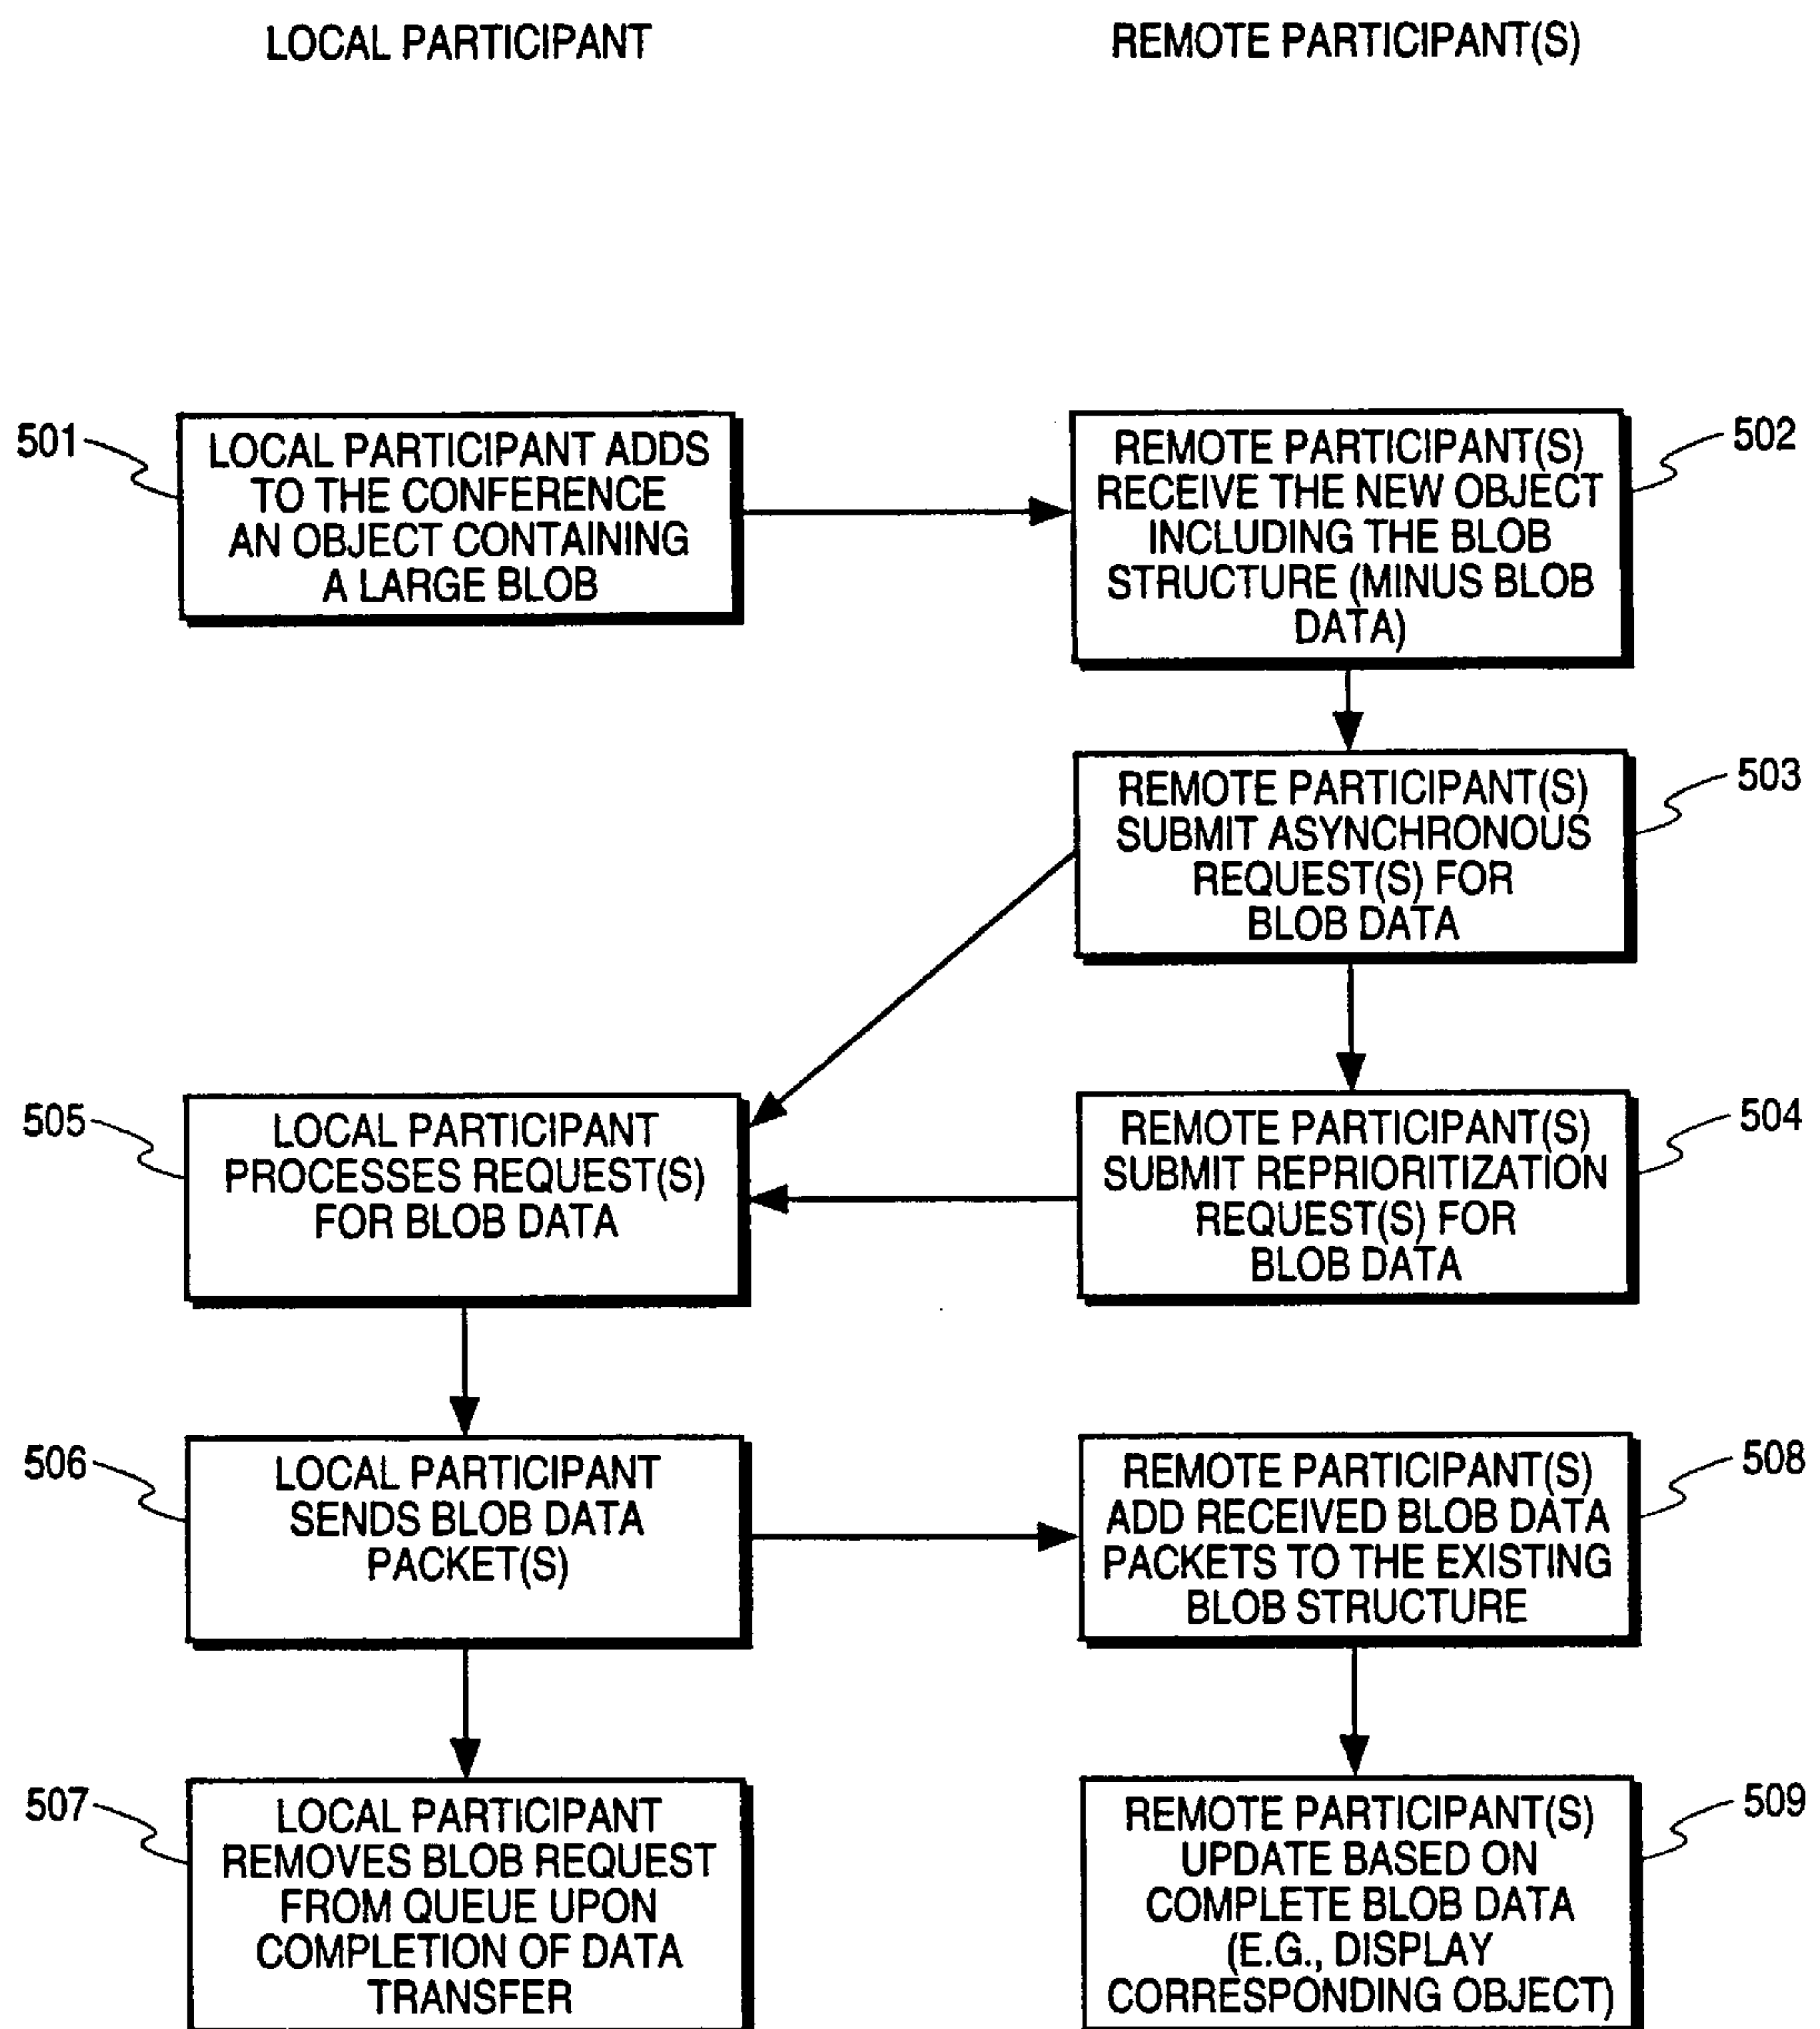 LOCAL PARTICIPANT
REMOTE PARTICIPANT(S)
501
LOCAL PARTICIPANT ADDS
TO THE CONFERENCE
AN OBJECT CONTAINING
A LARGE BLOB
REMOTE PARTICIPANT(S)
RECEIVE THE NEW OBJECT
INCLUDING THE BLOB
STRUCTURE (MINUS BLOB
DATA)
502
REMOTE PARTICIPANT(S)
SUBMIT ASYNCHRONOUS
REQUEST(S) FOR
BLOB DATA
503
505
LOCAL PARTICIPANT
PROCESSES REQUEST(S)
FOR BLOB DATA
REMOTE PARTICIPANT(S)
SUBMIT REPRIORITIZATION
REQUEST(S) FOR
BLOB DATA
504
506
LOCAL PARTICIPANT
SENDS BLOB DATA
PACKET(S)
REMOTE PARTICIPANT(S)
ADD RECEIVED BLOB DATA
PACKETS TO THE EXISTING
BLOB STRUCTURE
508
507
LOCAL PARTICIPANT
REMOVES BLOB REQUEST
FROM QUEUE UPON
COMPLETION OF DATA
TRANSFER
REMOTE PARTICIPANT(S)
UPDATE BASED ON
COMPLETE BLOB DATA
(E.G., DISPLAY
CORRESPONDING OBJECT)
509